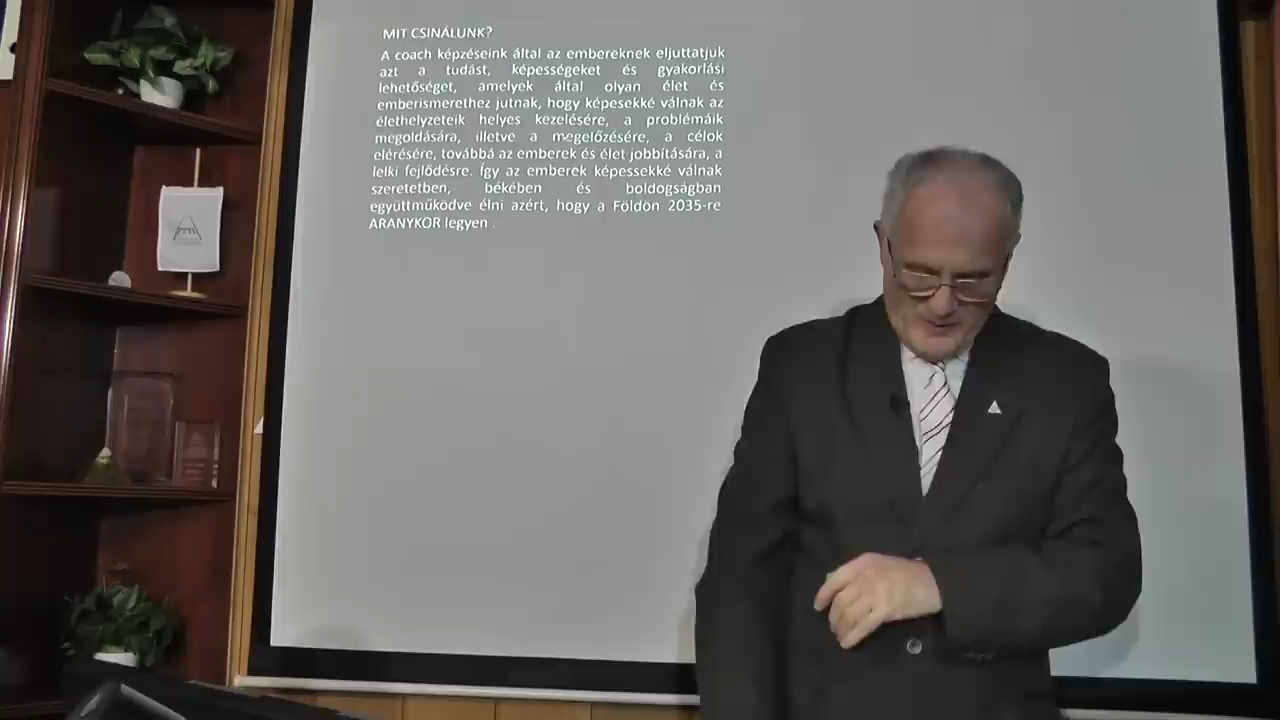 MIT CSINÁLUNK?
A coach képzéseink által az embereknek eljuttatjuk
azt a tudást, képességeket és gyakorlási
lehetőséget, amelyek által olyan élet és
emberismerethez jutnak, hogy képesekké válnak az
élethelyzeteik helyes kezelésére, a problémáik
megoldására, illetve a megelőzésére, a célok
elérésére, továbbá az emberek és élet jobbítására, a
lelki fejlődésre. Így az emberek képessekké válnak
szeretetben, békében és boldogságban
együttműködve élni azért, hogy a Földön 2035-re
ARANYKOR legyen .